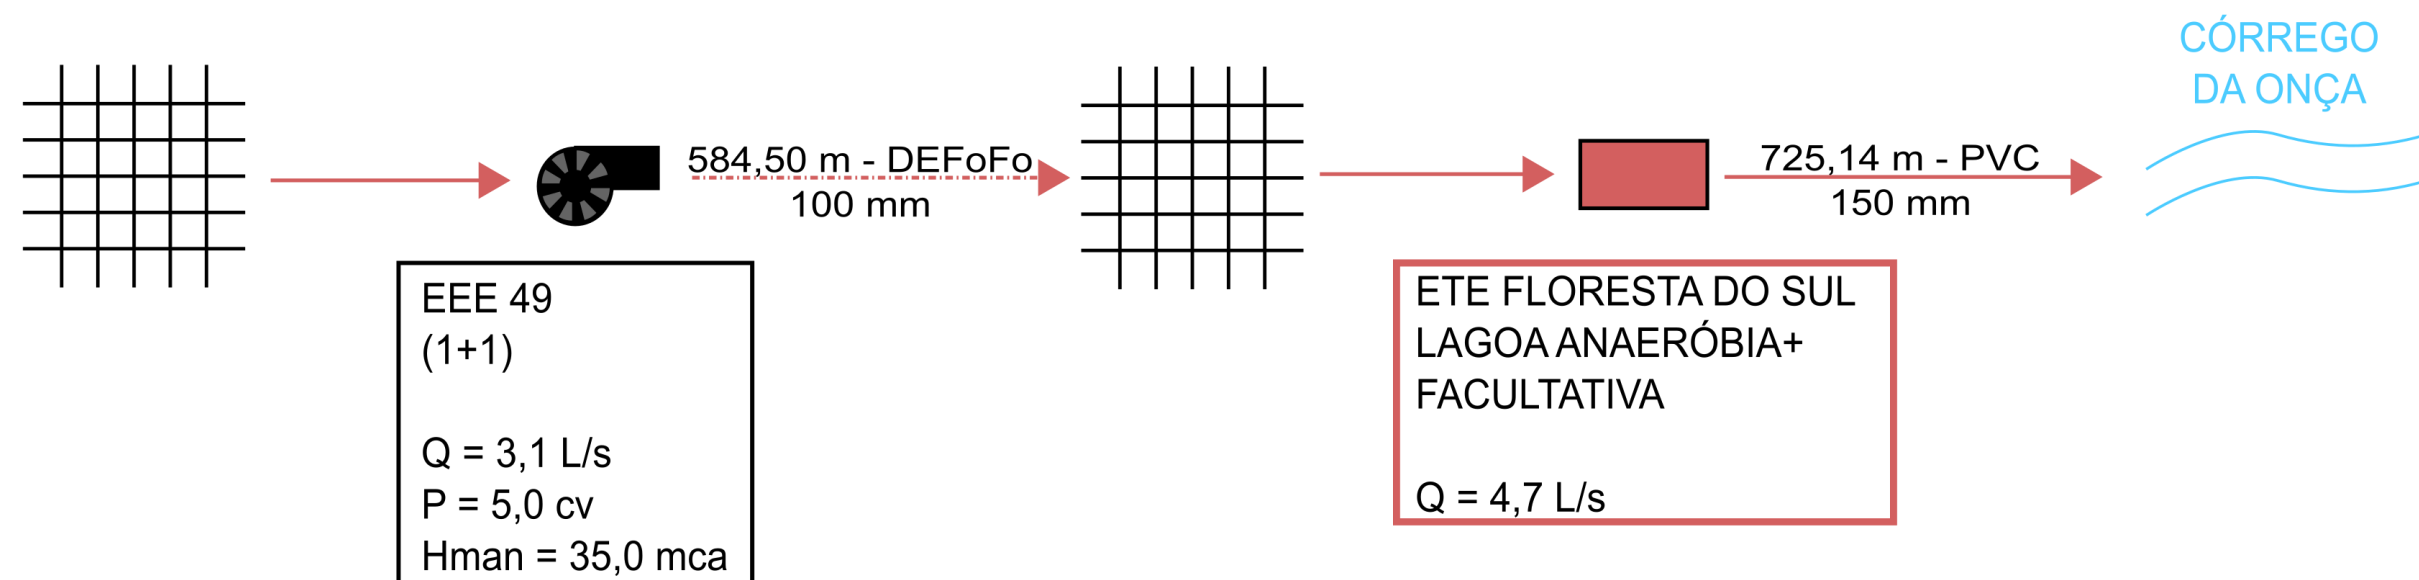 CÓRREGO
DA ONÇA
584,50 m - DEFoFo
100 mm
725,14 m - PVC
150 mm
EEE 49
(1+1)
Q = 3,1 L/s
P = 5,0 cv
Hman = 35,0 mca
ETE FLORESTA DO SUL
LAGOA ANAERÓBIA+
FACULTATIVA
Q = 4,7 L/s